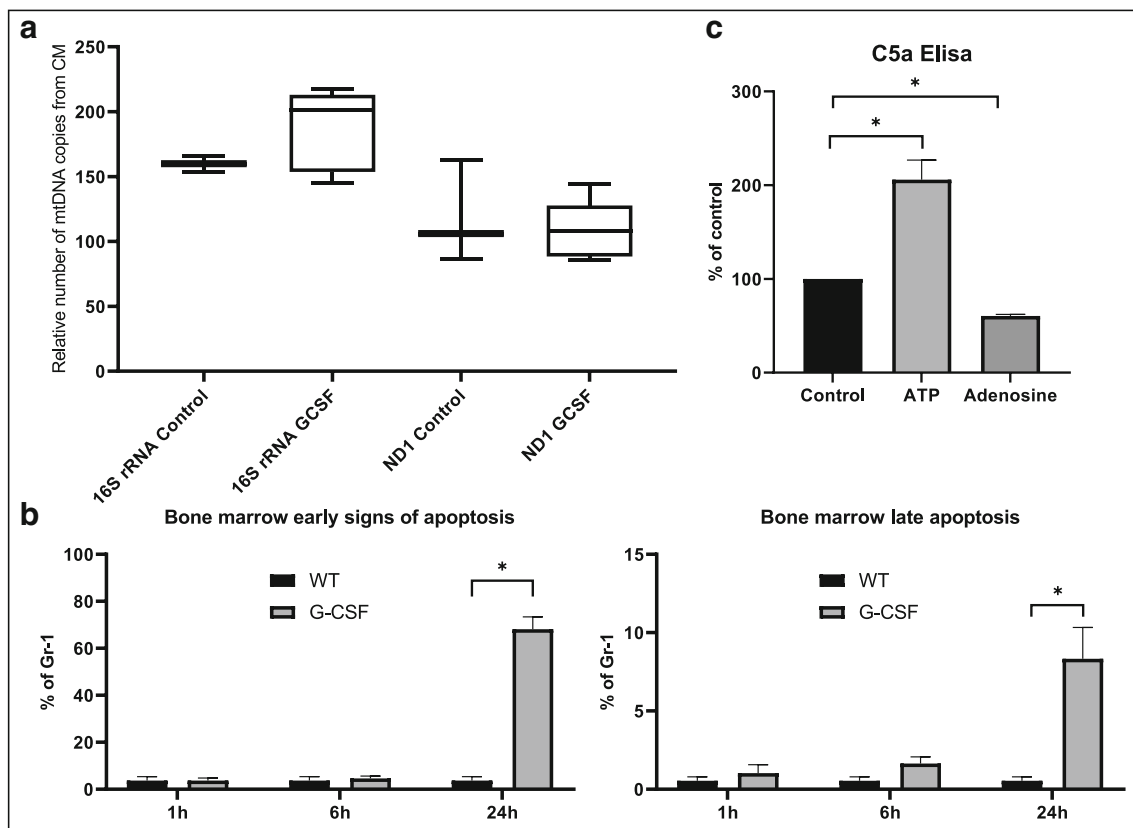 a
Relative number of mtDNA copies from CM
250
200
150
100
50
0
16S rRNA Control
16S rRNA GCSF
ND1 Control
ND1 GCSF
c
C5a Elisa
% of control
300
200
100
0
*
*
Control
ATP
Adenosine
b
Bone marrow early signs of apoptosis
% of Gr-1
100
80
60
40
20
0
WT
G-CSF
*
1h
6h
24h
Bone marrow late apoptosis
% of Gr-1
15
10
5
0
WT
G-CSF
*
1h
6h
24h